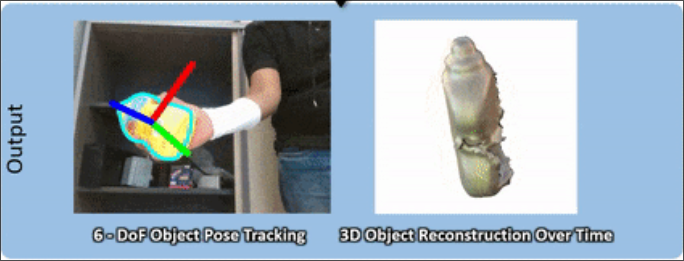 Output
6 - DoF Object Pose Tracking
3D Object Reconstruction Over Time